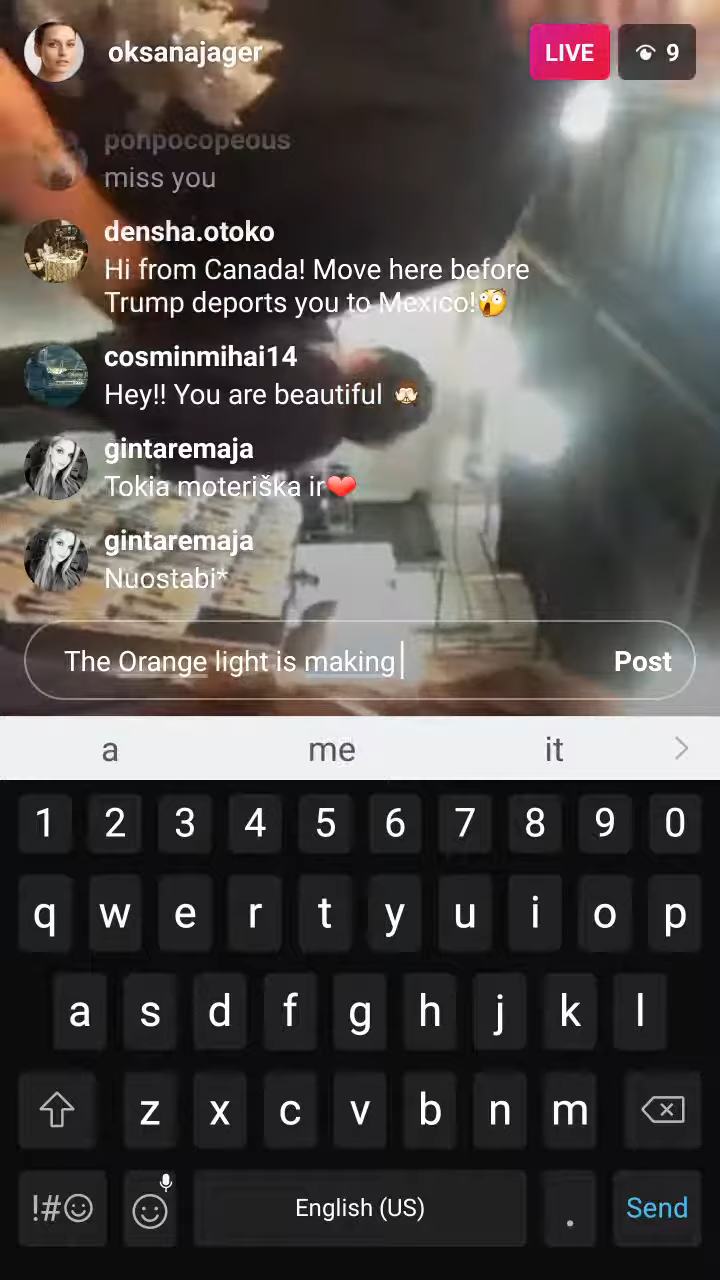 oksanajager
LIVE
9
ponpocopeous
miss you
densha.otoko
Hi from Canada! Move here before
Trump deports you to Mexico!😲
cosminmihai14
Hey!! You are beautiful 🙈
gintaremaja
Tokia moteriška ir❤️
gintaremaja
Nuostabi*
The Orange light is making
Post
a me it
1 2 3 4 5 6 7 8 9 0
q w e r t y u i o p
a s d f g h j k l
z x c v b n m
!#☺ English (US) . Send